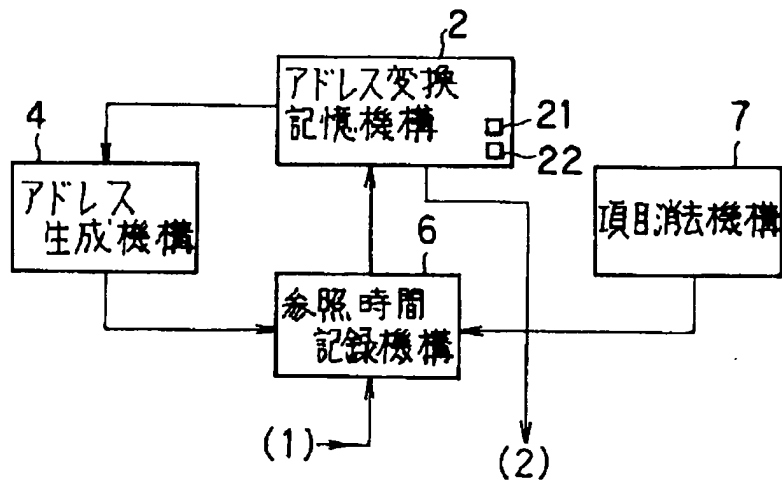 2
アドレス変換
記憶機構
21
22
4
アドレス
生成機構
7
項目消去機構
6
参照時間
記録機構
(1)
(2)